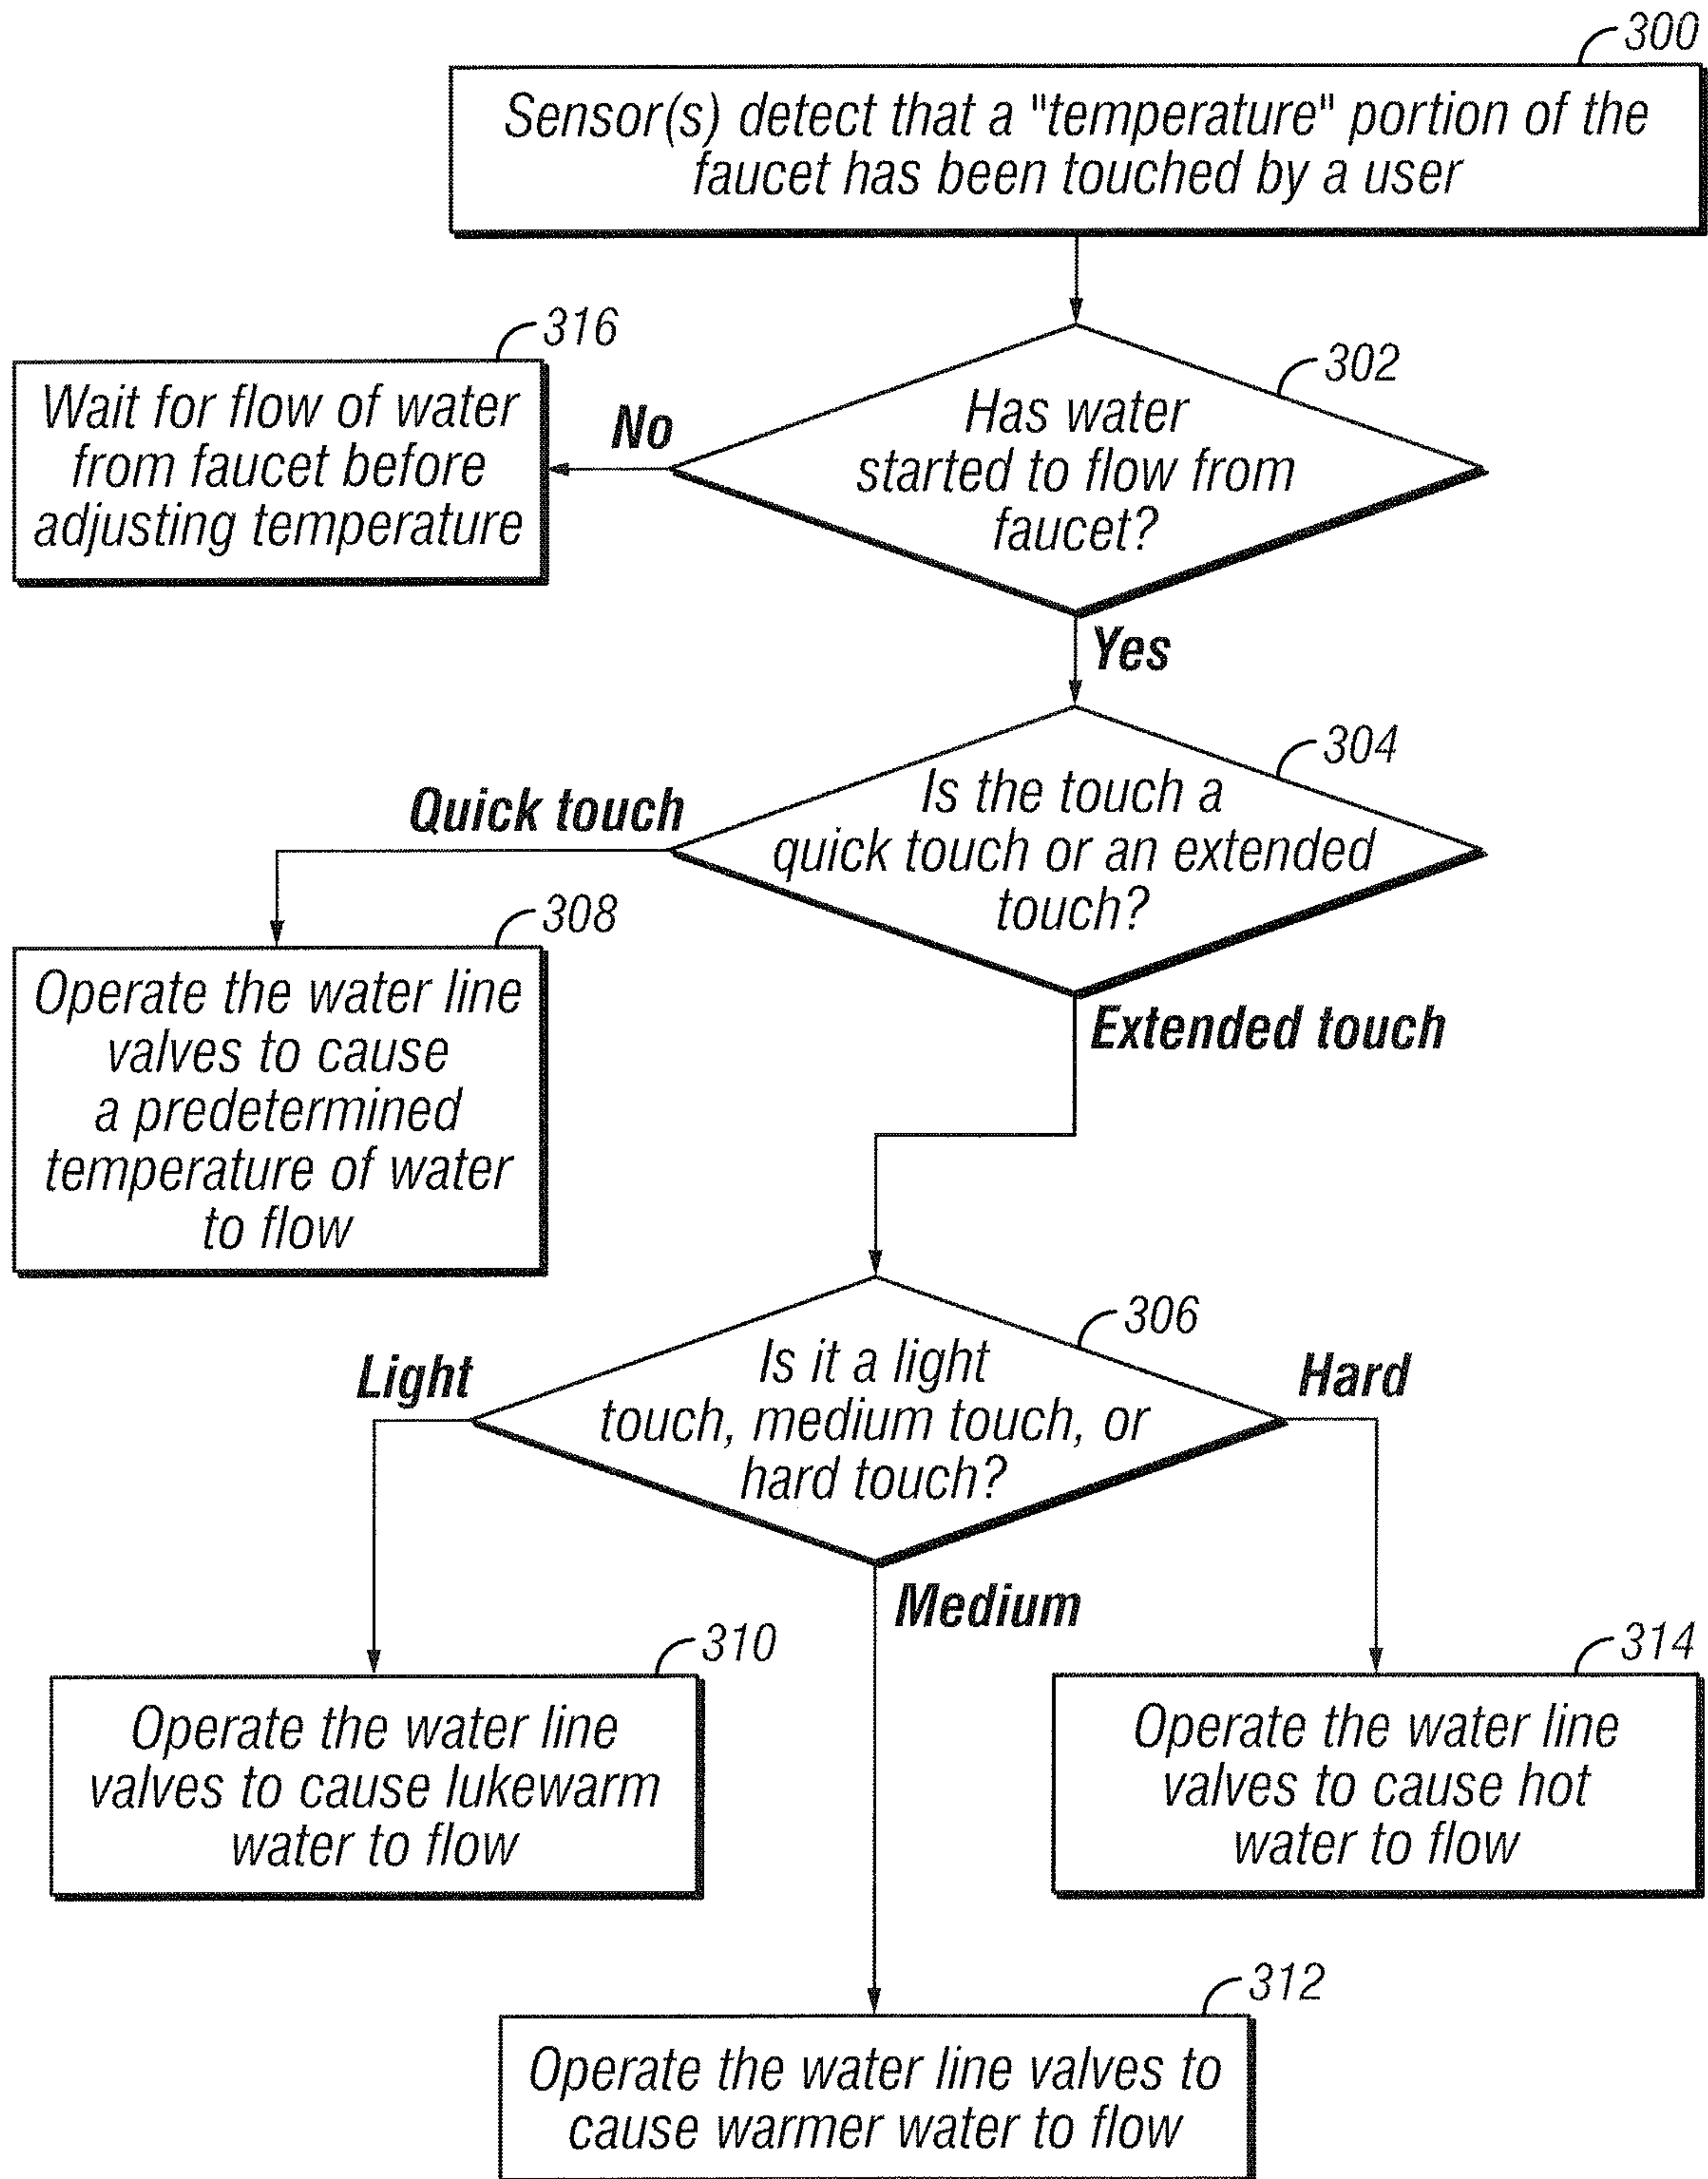 300
Sensor(s) detect that a "temperature" portion of the
faucet has been touched by a user
316
Wait for flow of water
from faucet before
adjusting temperature
No
302
Has water
started to flow from
faucet?
Yes
304
Is the touch a
quick touch or an extended
touch?
Quick touch
308
Operate the water line
valves to cause
a predetermined
temperature of water
to flow
Extended touch
306
Is it a light
touch, medium touch, or
hard touch?
Light
Hard
Medium
310
Operate the water line
valves to cause lukewarm
water to flow
314
Operate the water line
valves to cause hot
water to flow
312
Operate the water line valves to
cause warmer water to flow